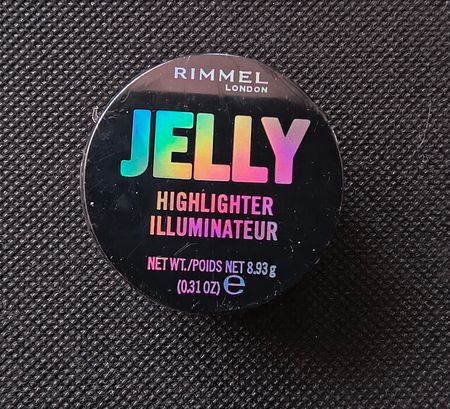 RIMMEL
LONDON
JELLY
HIGHLIGHTER
ILLUMINATEUR
NET WT./POIDS NET 8.93 g
(0.31 OZ) ℮